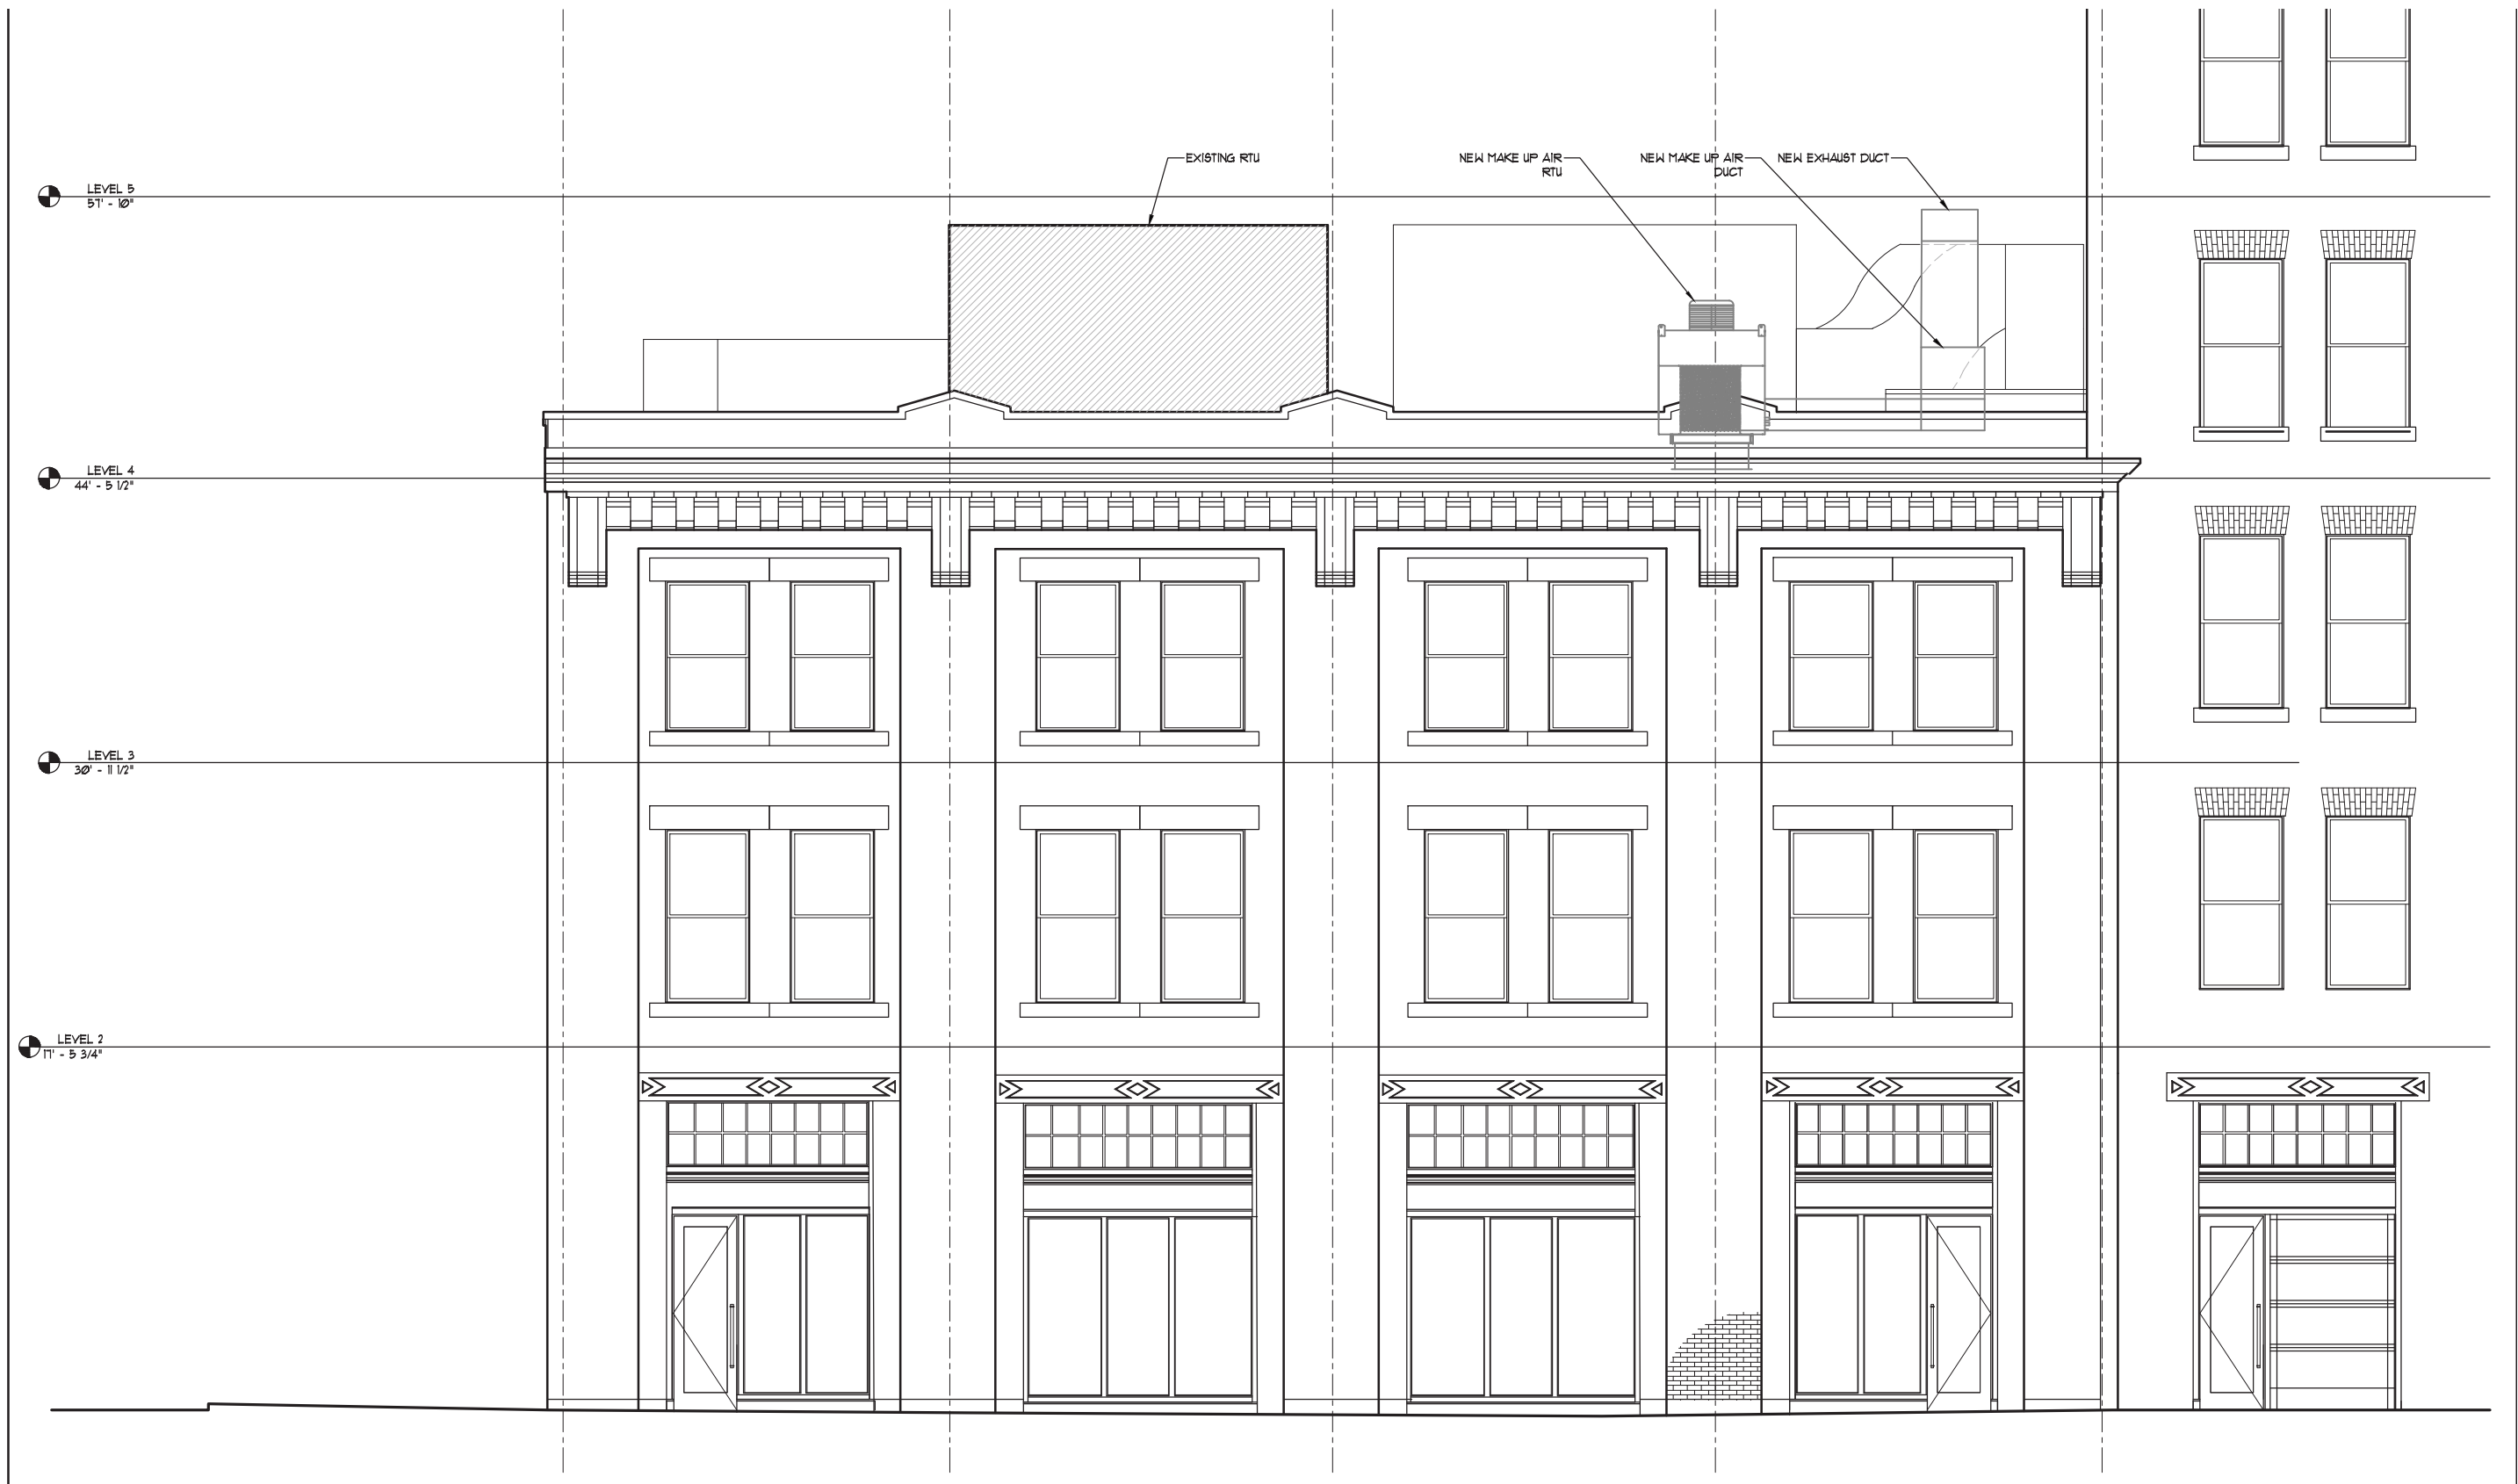 EXISTING RTU
NEW MAKE UP AIR
RTU
NEW MAKE UP AIR
DUCT
NEW EXHAUST DUCT
LEVEL 5
57' - 10"
LEVEL 4
44' - 5 1/2"
LEVEL 3
30' - 11 1/2"
LEVEL 2
17' - 5 3/4"